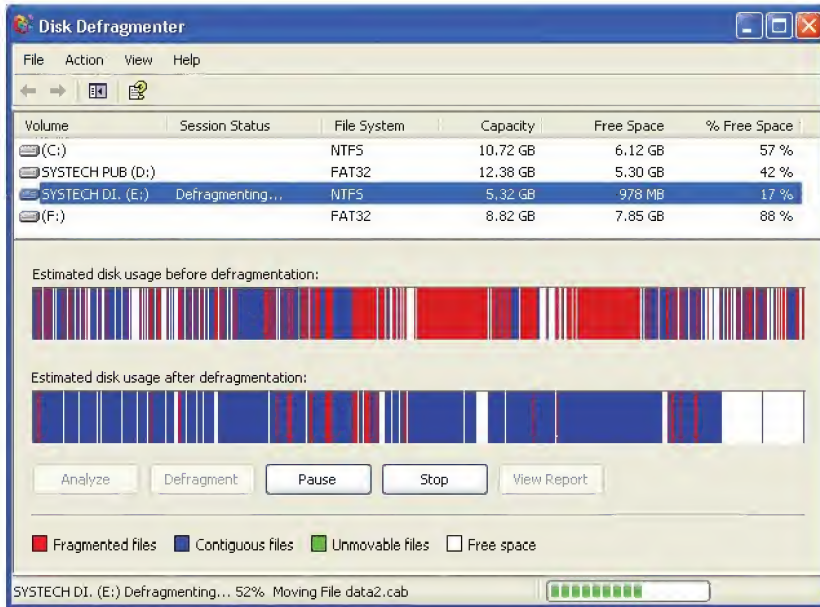 Disk Defragmenter
File Action View Help
Volume Session Status File System Capacity Free Space % Free Space
(C:) NTFS 10.72 GB 6.12 GB 57 %
SYSTECH PUB (D:) FAT32 12.38 GB 5.30 GB 42 %
SYSTECH DI. (E:) Defragmenting... NTFS 5.32 GB 978 MB 17 %
(F:) FAT32 8.82 GB 7.85 GB 88 %
Estimated disk usage before defragmentation:
Estimated disk usage after defragmentation:
Analyze Defragment Pause Stop View Report
Fragmented files Contiguous files Unmovable files Free space
SYSTECH DI. (E:) Defragmenting... 52% Moving File data2.cab